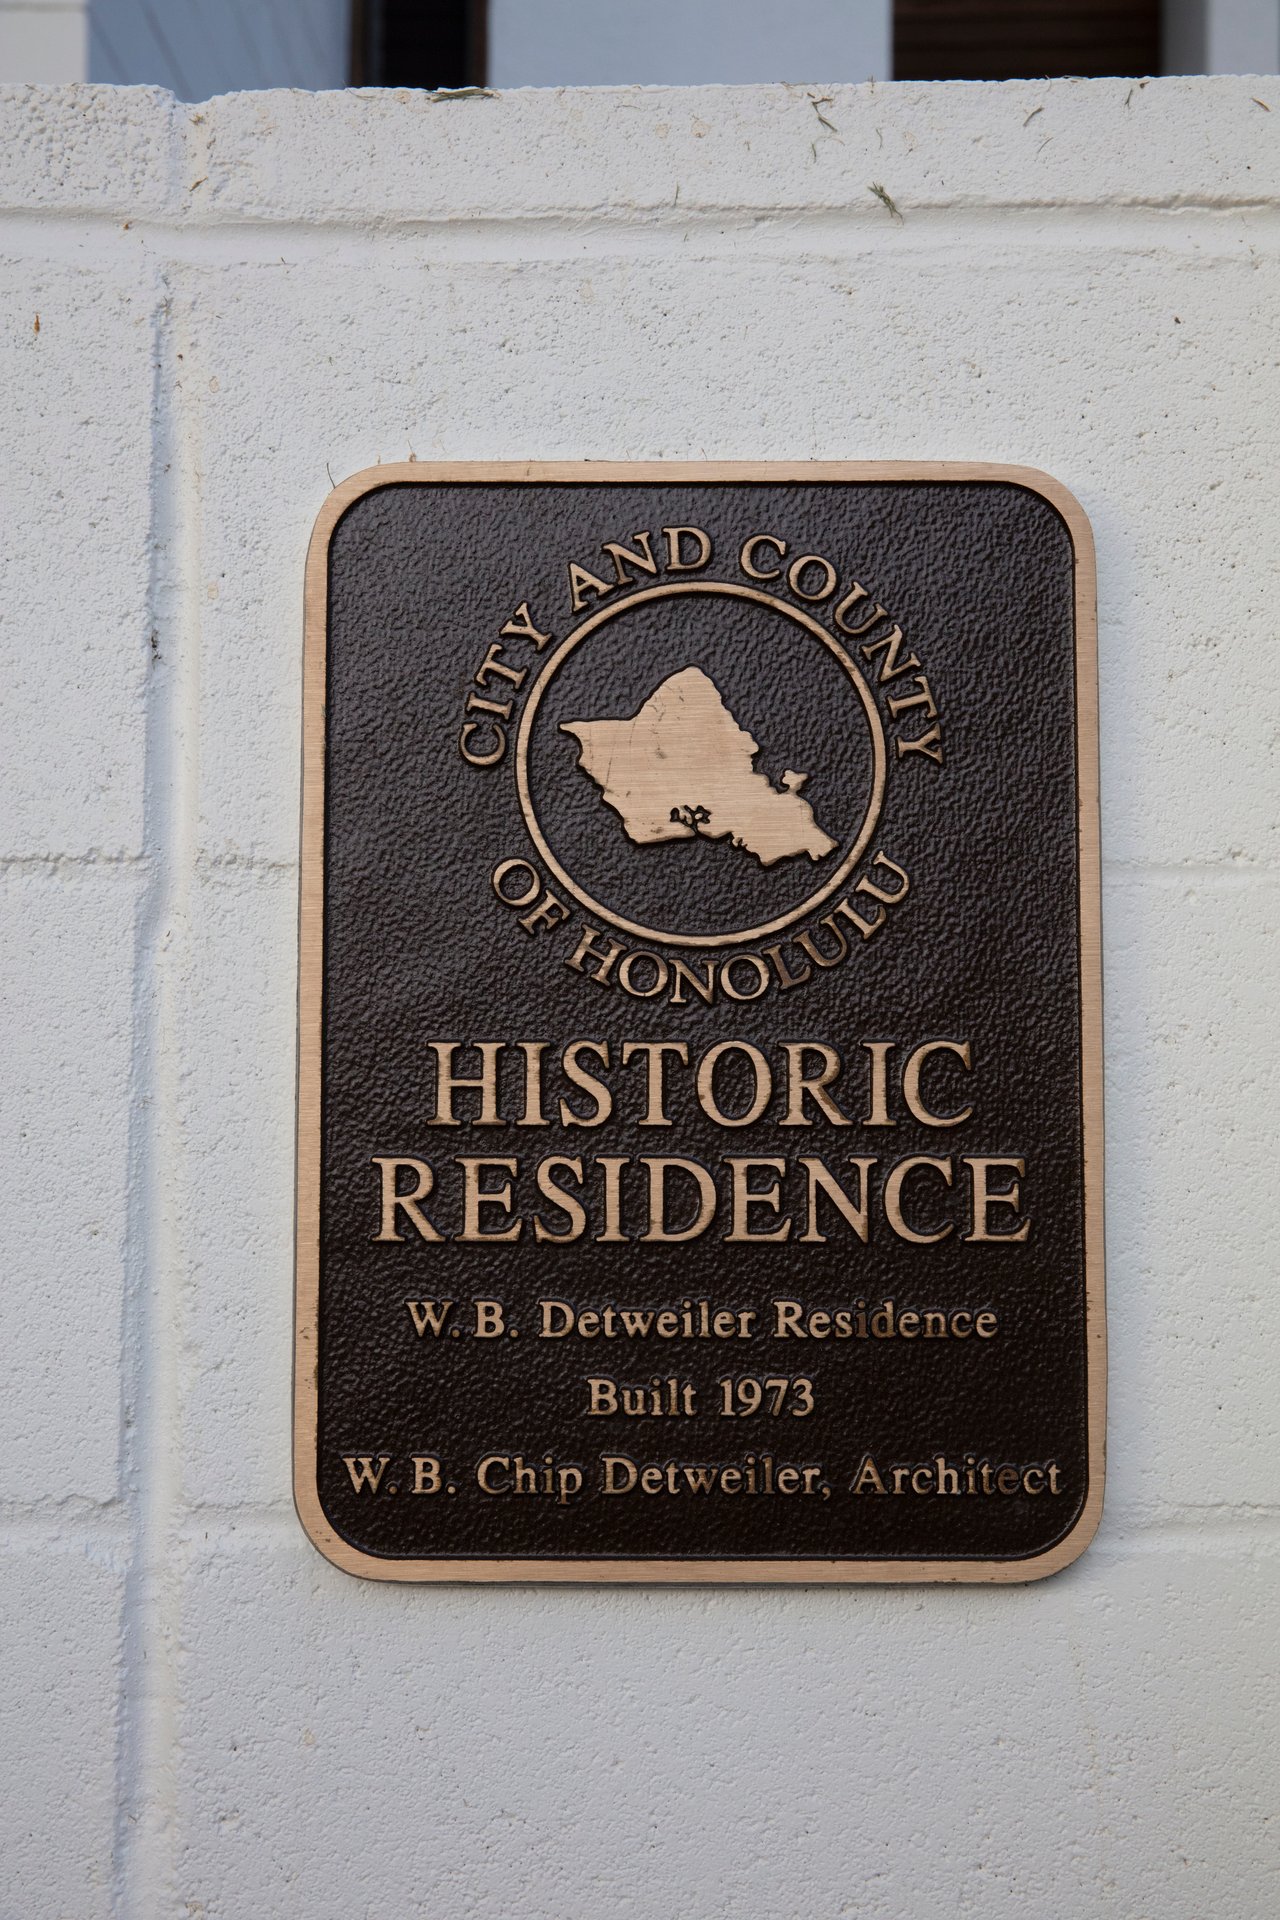 CITY AND COUNTY
OF HONOLULU
HISTORIC
RESIDENCE
W. B. Detweiler Residence
Built 1973
W. B. Chip Detweiler, Architect